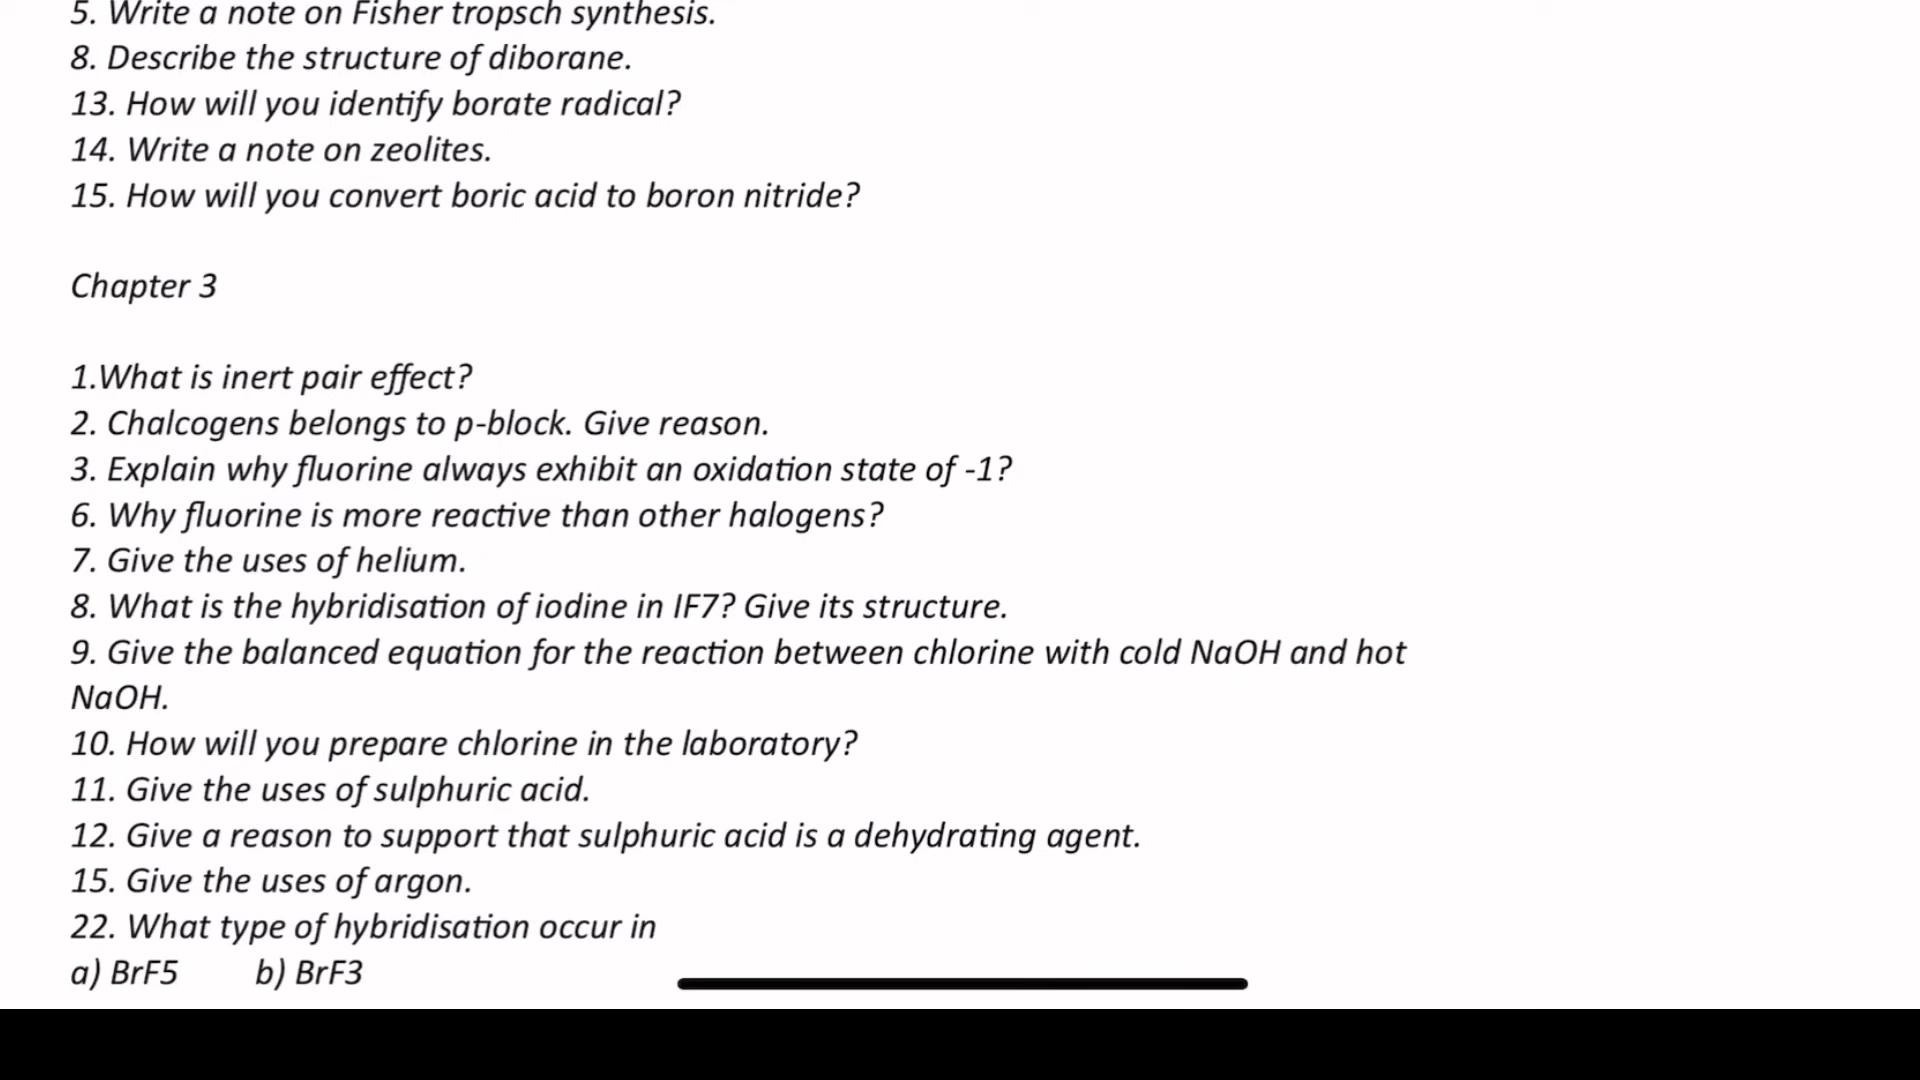 5. Write a note on Fisher tropsch synthesis.
8. Describe the structure of diborane.
13. How will you identify borate radical?
14. Write a note on zeolites.
15. How will you convert boric acid to boron nitride?
Chapter 3
1.What is inert pair effect?
2. Chalcogens belongs to p-block. Give reason.
3. Explain why fluorine always exhibit an oxidation state of -1?
6. Why fluorine is more reactive than other halogens?
7. Give the uses of helium.
8. What is the hybridisation of iodine in IF7? Give its structure.
9. Give the balanced equation for the reaction between chlorine with cold NaOH and hot
NaOH.
10. How will you prepare chlorine in the laboratory?
11. Give the uses of sulphuric acid.
12. Give a reason to support that sulphuric acid is a dehydrating agent.
15. Give the uses of argon.
22. What type of hybridisation occur in
a) BrF5 b) BrF3